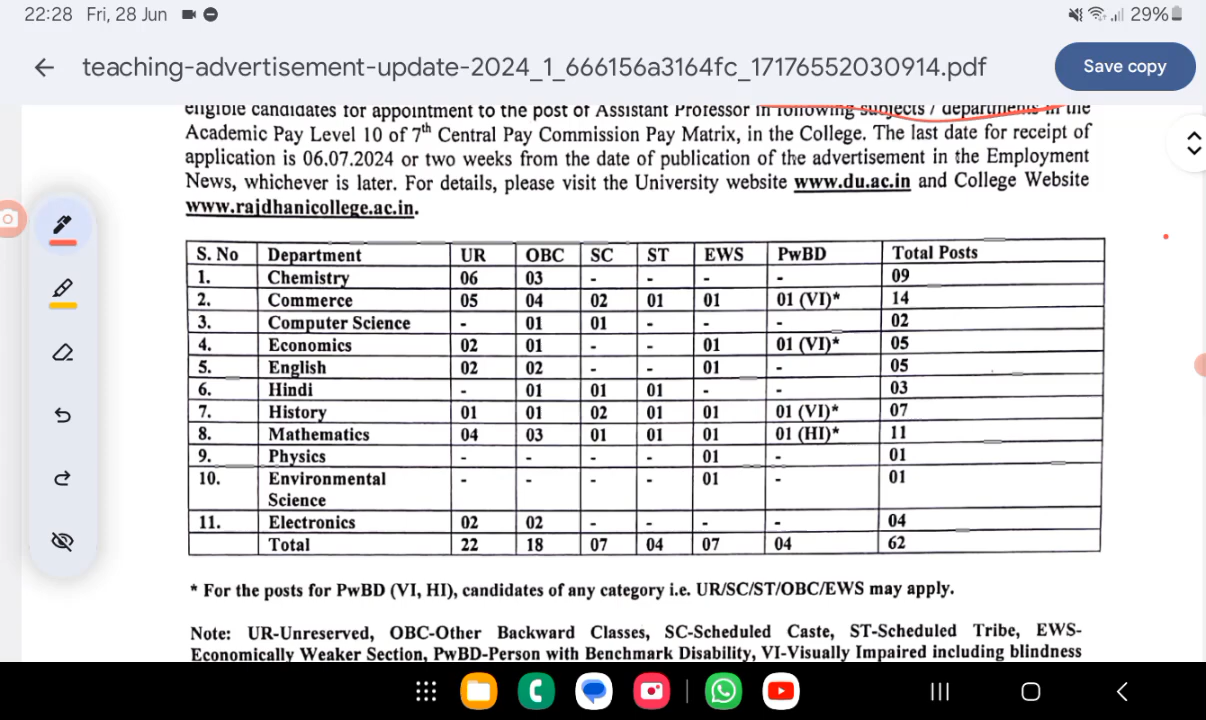 22:28 Fri, 28 Jun 29%
teaching-advertisement-update-2024_1_666156a3164fc_17176552030914.pdf Save copy
eligible candidates for appointment to the post of Assistant Professor in following subjects / departments in the
Academic Pay Level 10 of 7th Central Pay Commission Pay Matrix, in the College. The last date for receipt of
application is 06.07.2024 or two weeks from the date of publication of the advertisement in the Employment
News, whichever is later. For details, please visit the University website www.du.ac.in and College Website
www.rajdhanicollege.ac.in.
S. No Department UR OBC SC ST EWS PwBD Total Posts
1. Chemistry 06 03 - - - - 09
2. Commerce 05 04 02 01 01 01 (VI)* 14
3. Computer Science - 01 01 - - - 02
4. Economics 02 01 - - 01 01 (VI)* 05
5. English 02 02 - - 01 - 05
6. Hindi - 01 01 01 - - 03
7. History 01 01 02 01 01 01 (VI)* 07
8. Mathematics 04 03 01 01 01 01 (HI)* 11
9. Physics - - - - 01 - 01
10. Environmental - - - - 01 - 01
Science
11. Electronics 02 02 - - - - 04
Total 22 18 07 04 07 04 62
* For the posts for PwBD (VI, HI), candidates of any category i.e. UR/SC/ST/OBC/EWS may apply.
Note: UR-Unreserved, OBC-Other Backward Classes, SC-Scheduled Caste, ST-Scheduled Tribe, EWS-
Economically Weaker Section, PwBD-Person with Benchmark Disability, VI-Visually Impaired including blindness